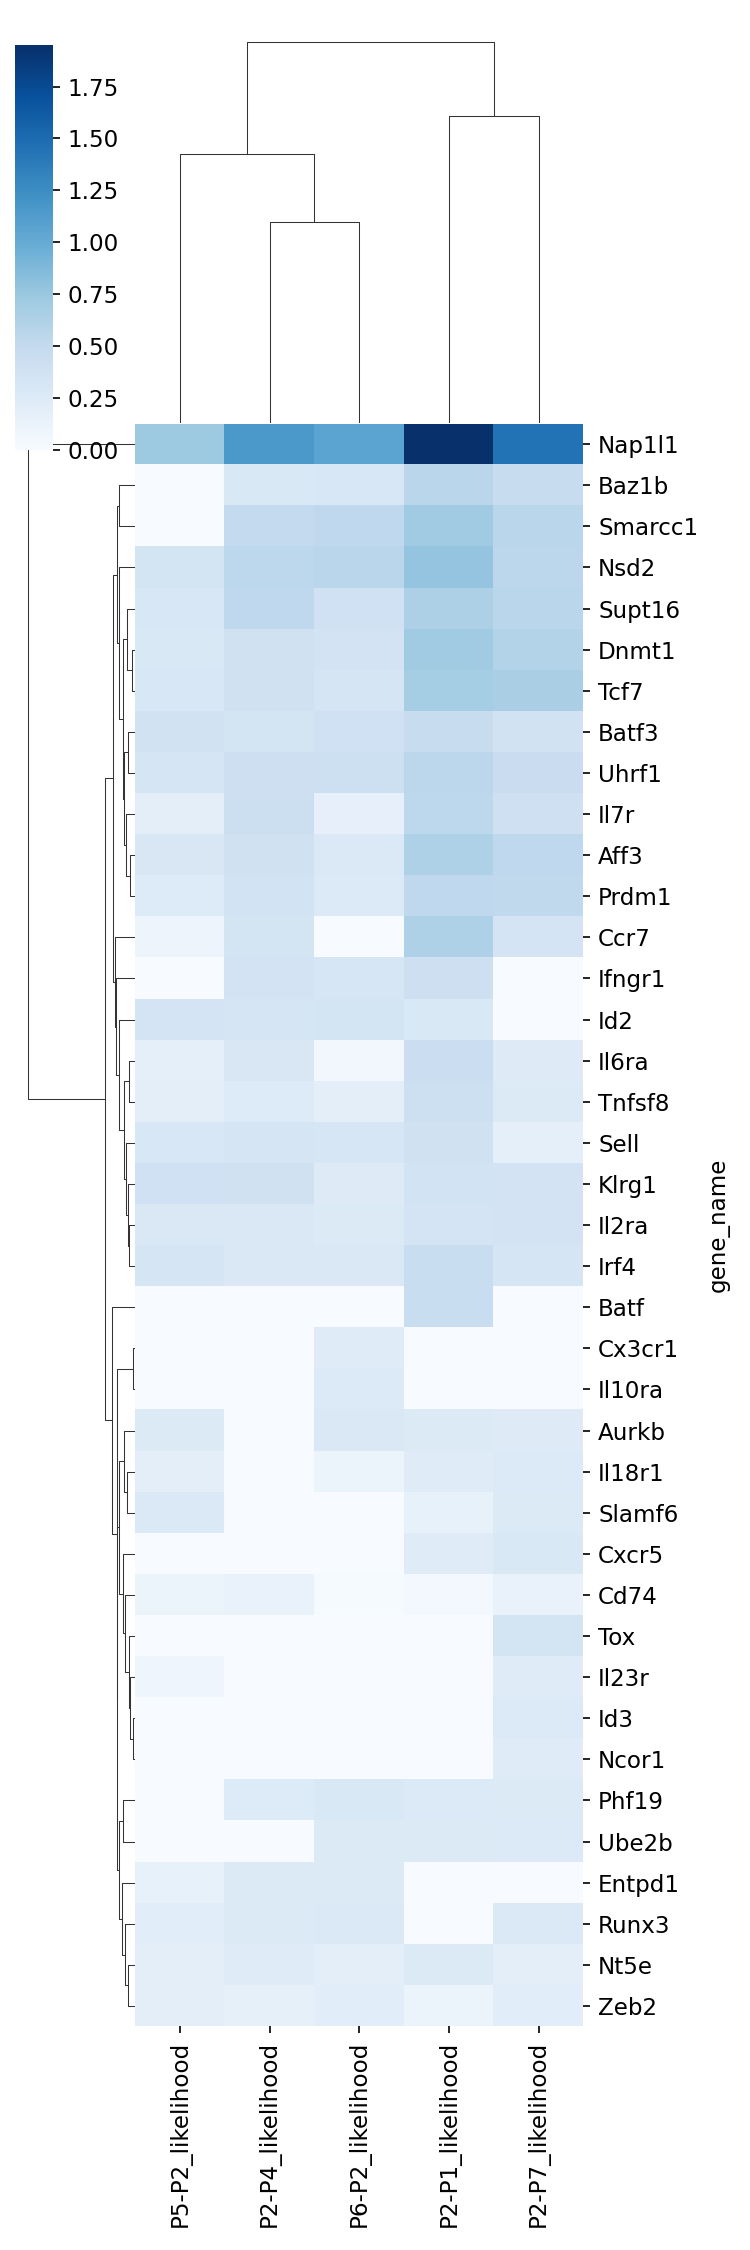 1.75
1.50
1.25
1.00
0.75
0.50
0.25
0.00
Nap1l1
Baz1b
Smarcc1
Nsd2
Supt16
Dnmt1
Tcf7
Batf3
Uhrf1
Il7r
Aff3
Prdm1
Ccr7
Ifngr1
Id2
Il6ra
Tnfsf8
Sell
Klrg1
Il2ra
Irf4
Batf
Cx3cr1
Il10ra
Aurkb
Il18r1
Slamf6
Cxcr5
Cd74
Tox
Il23r
Id3
Ncor1
Phf19
Ube2b
Entpd1
Runx3
Nt5e
Zeb2
gene_name
P5-P2_likelihood
P2-P4_likelihood
P6-P2_likelihood
P2-P1_likelihood
P2-P7_likelihood